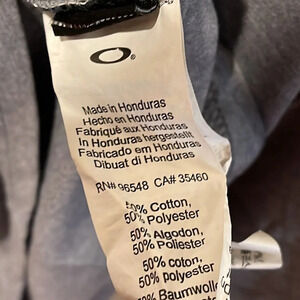 Made in Honduras
Hecho en Honduras
Fabriqué aux Honduras
In Honduras hergestellt
Fabricado em Honduras
Dibuat di Honduras
RN# 96548 CA# 35460
50% Cotton,
50% Polyester
50% Algodon,
50% Poliester
50% coton,
50% polyester
Baumwolle